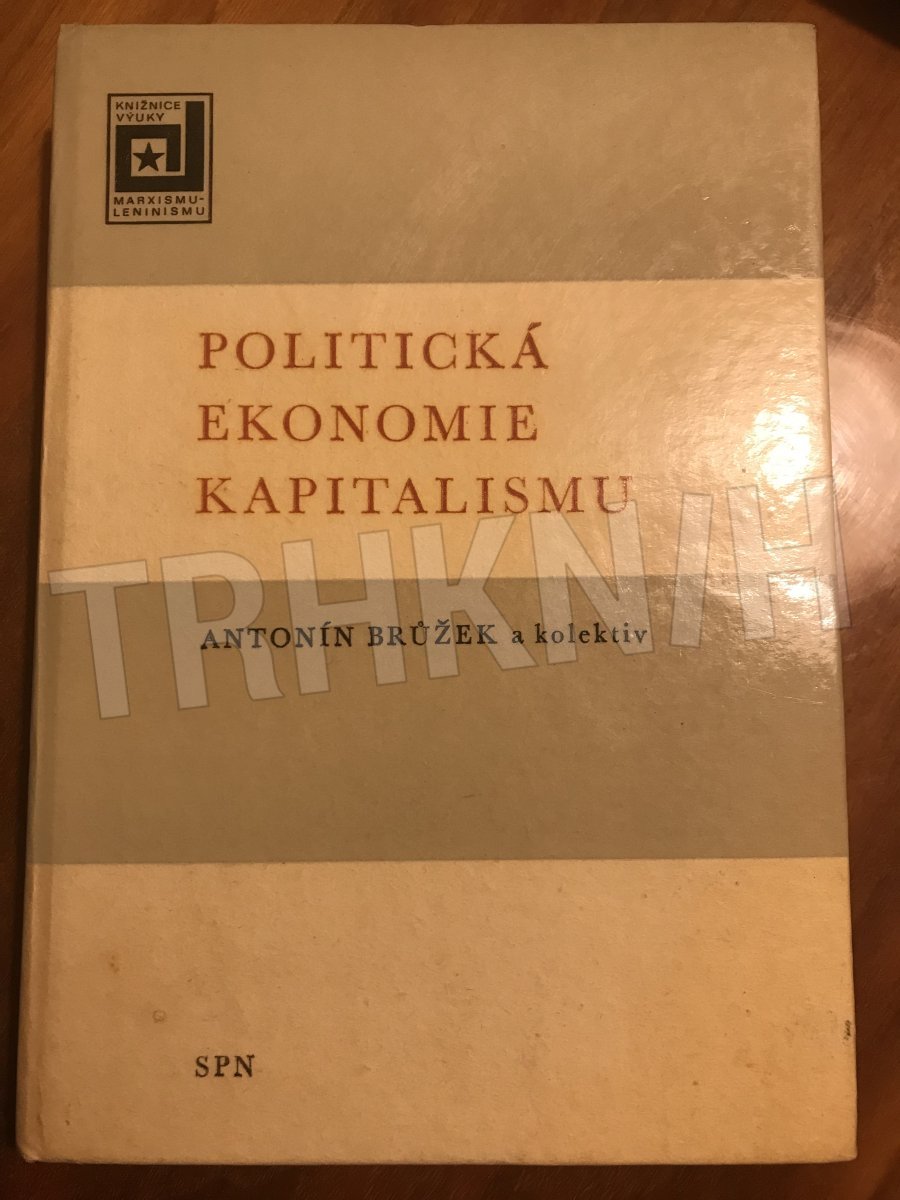 KNIŽNICE
VÝUKY
MARXISMU-
LENINISMU
POLITICKÁ
EKONOMIE
KAPITALISMU
TRHKNIH
ANTONÍN BRŮŽEK a kolektiv
SPN